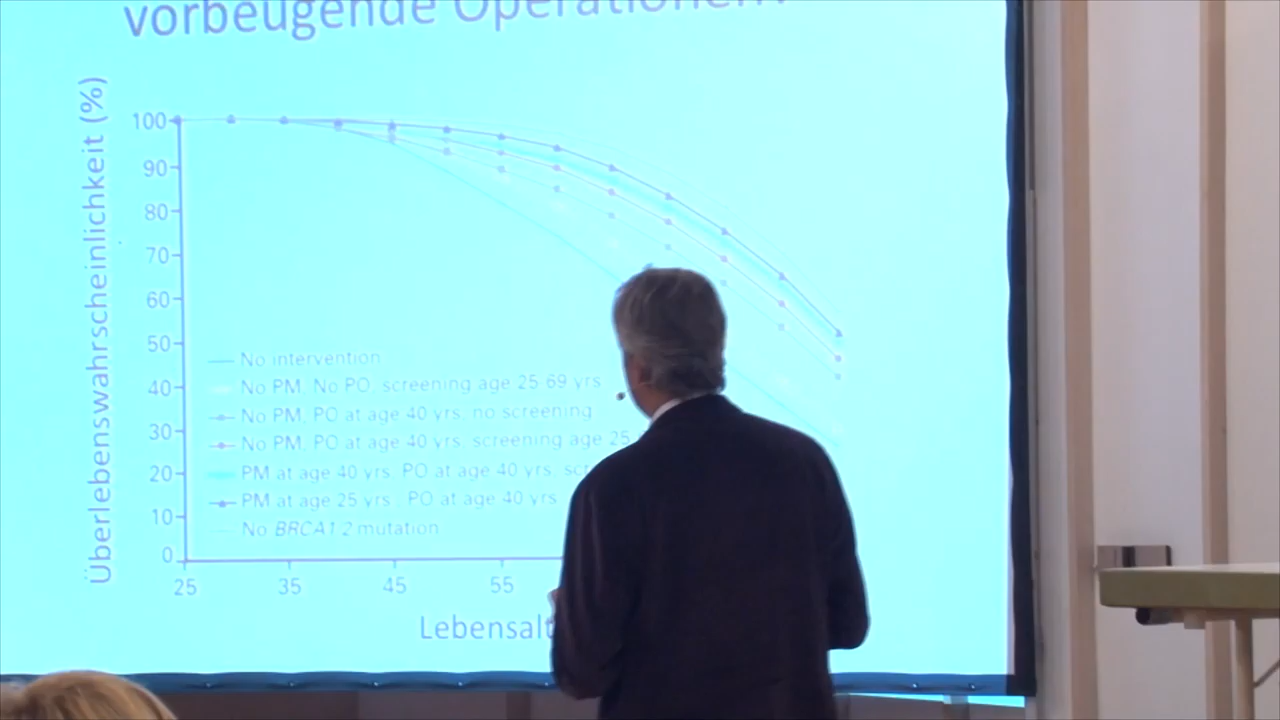 vorbeugende Operationen?
Überlebenswahrscheinlichkeit (%)
100
90
80
70
60
50
40
30
20
10
0
No intervention
No PM, No PO, screening age 25-69 yrs
No PM, PO at age 40 yrs, no screening
No PM, PO at age 40 yrs, screening age 25
PM at age 40 yrs, PO at age 40 yrs, scr
PM at age 25 yrs, PO at age 40 yrs
No BRCA1/2 mutation
25 35 45 55
Lebensalt